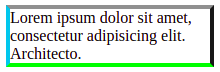 Lorem ipsum dolor sit amet,
consectetur adipisicing elit.
Architecto.